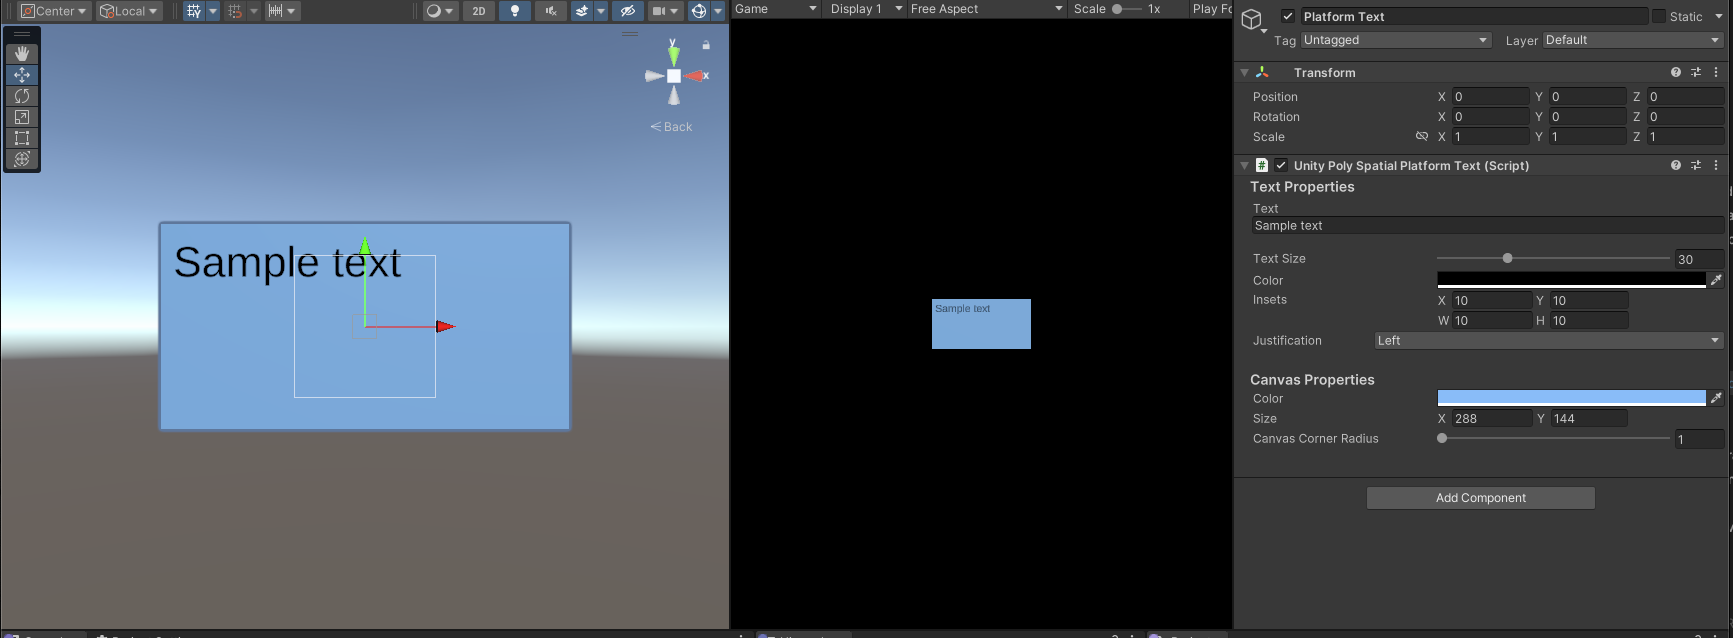 Center Local 2D
Game Display 1 Free Aspect Scale 1x Play Fo
y
x
Back
Sample text
Sample text
Platform Text Static
Tag Untagged Layer Default
Transform
Position X 0 Y 0 Z 0
Rotation X 0 Y 0 Z 0
Scale X 1 Y 1 Z 1
# Unity Poly Spatial Platform Text (Script)
Text Properties
Text
Sample text
Text Size 30
Color
Insets X 10 Y 10
W 10 H 10
Justification Left
Canvas Properties
Color
Size X 288 Y 144
Canvas Corner Radius 1
Add Component